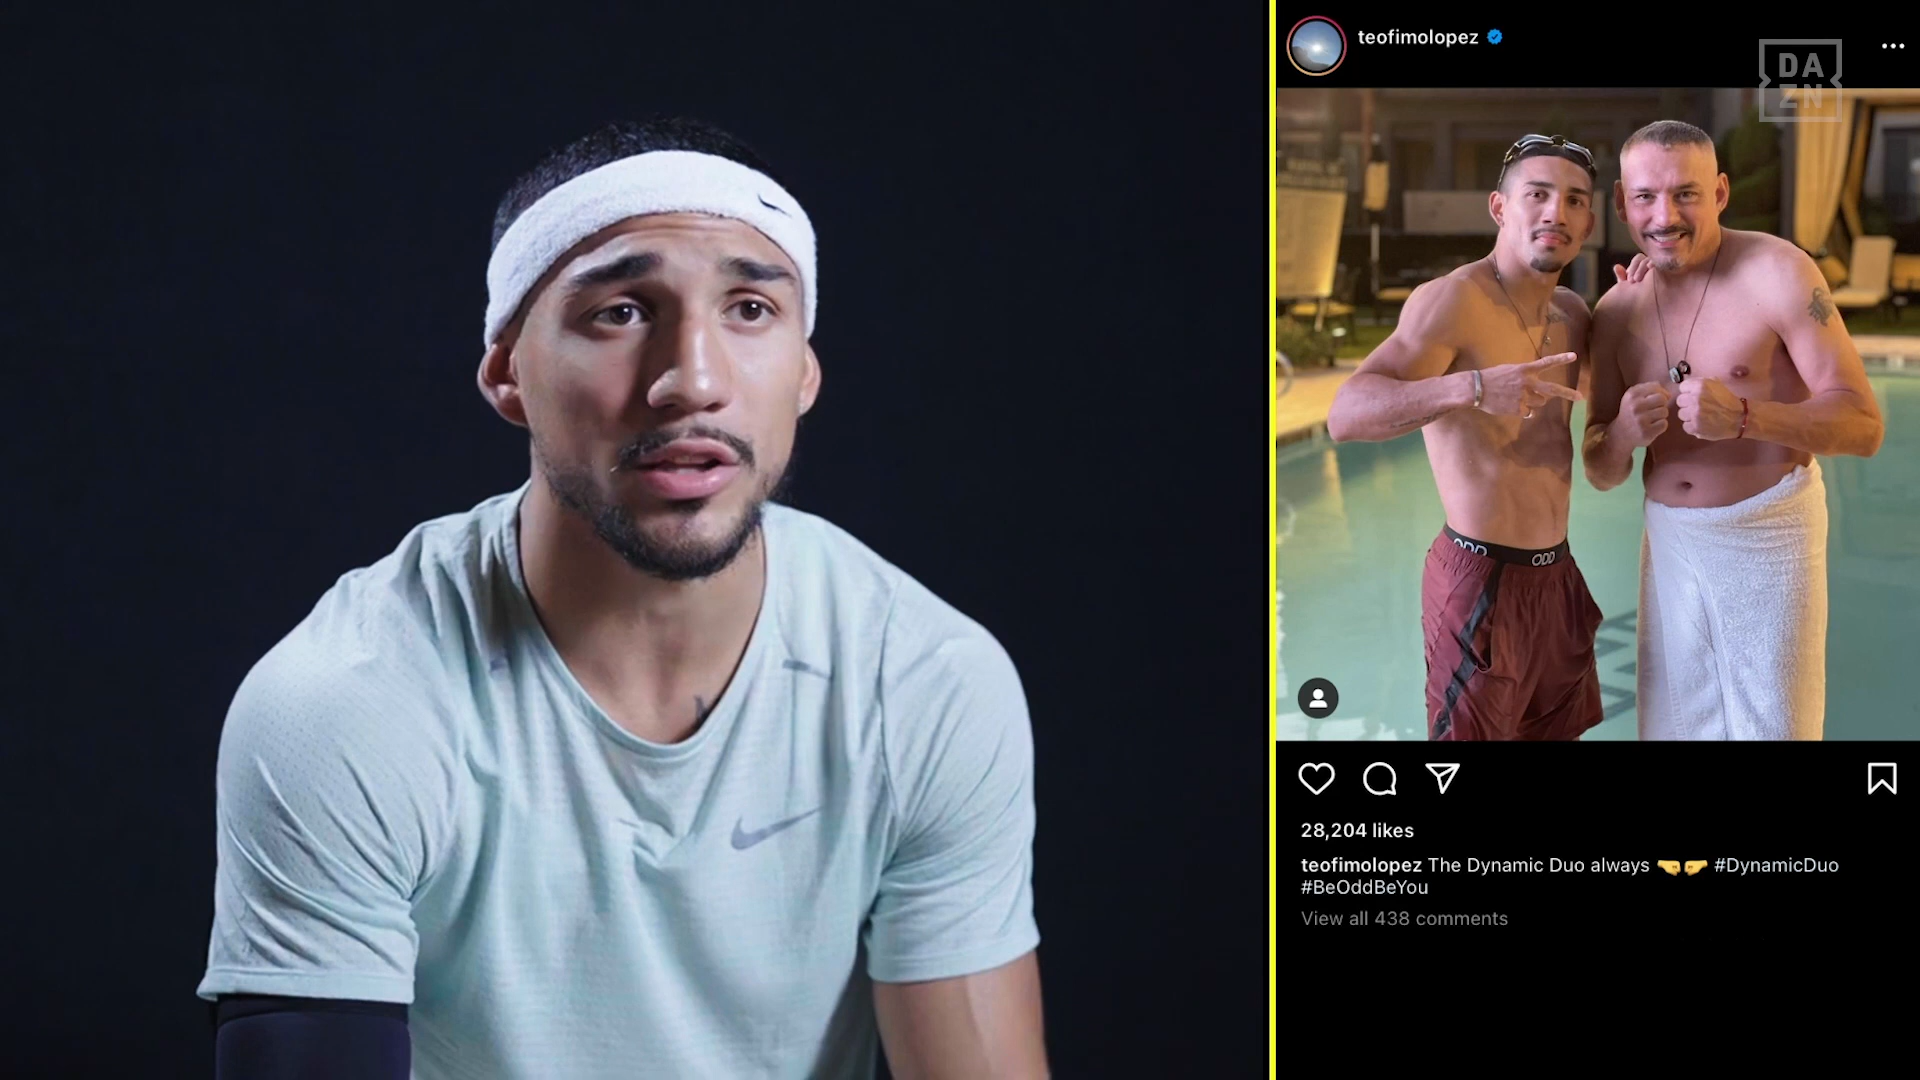 teofimolopez
DA
ZN
ODD
ODD
28,204 likes
teofimolopez The Dynamic Duo always 🤜🤛 #DynamicDuo
#BeOddBeYou
View all 438 comments